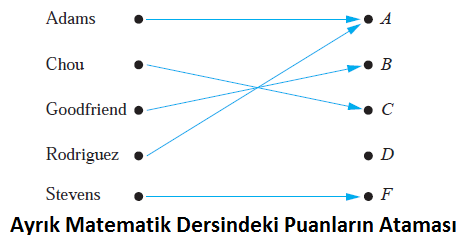 Adams A
Chou B
Goodfriend C
Rodriguez D
Stevens F
Ayrık Matematik Dersindeki Puanların Ataması